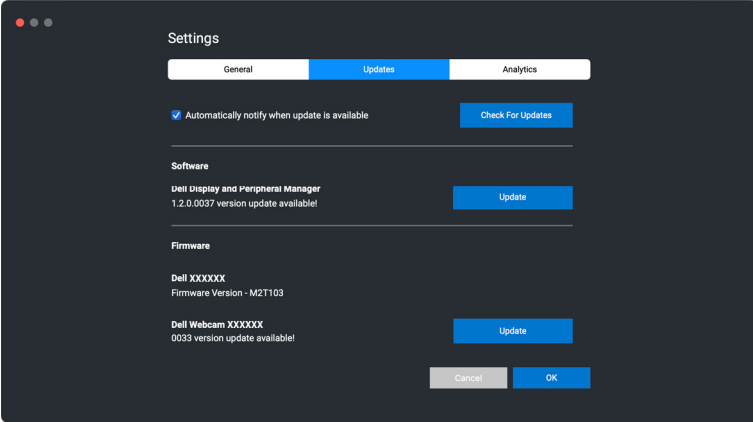 Settings
General Updates Analytics
Automatically notify when update is available Check For Updates
Software
Dell Display and Peripheral Manager
1.2.0.0037 version update available! Update
Firmware
Dell XXXXXX
Firmware Version - M2T103
Dell Webcam XXXXXX
0033 version update available! Update
Cancel OK